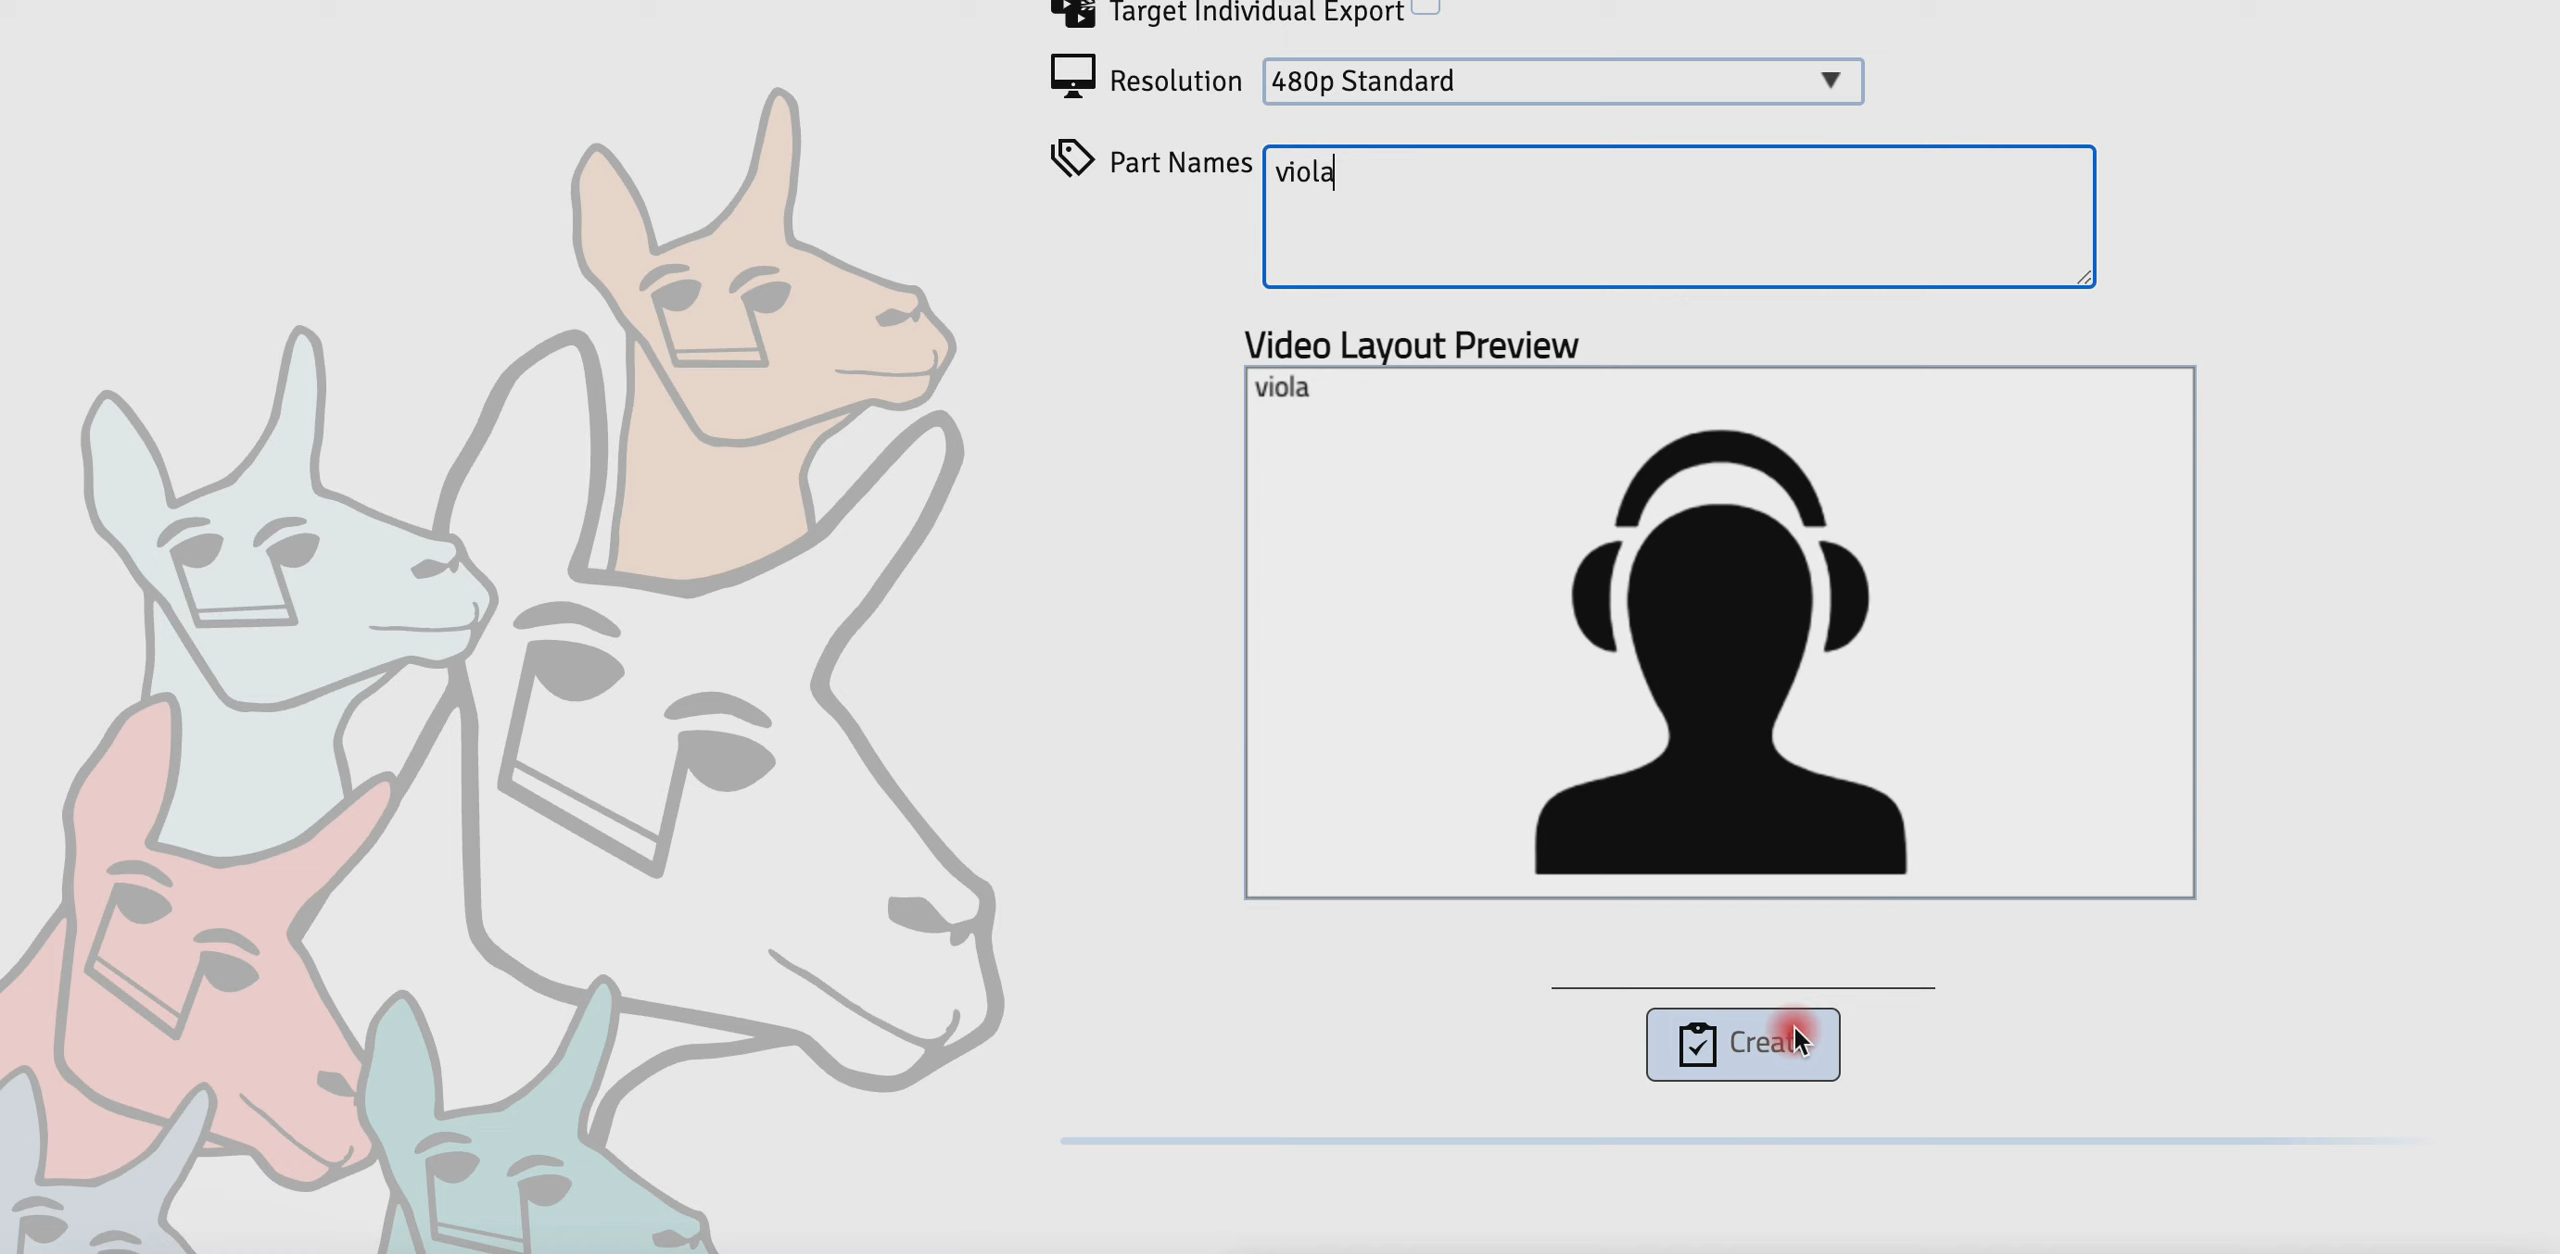 Target Individual Export
Resolution 480p Standard
Part Names viola
Video Layout Preview
viola